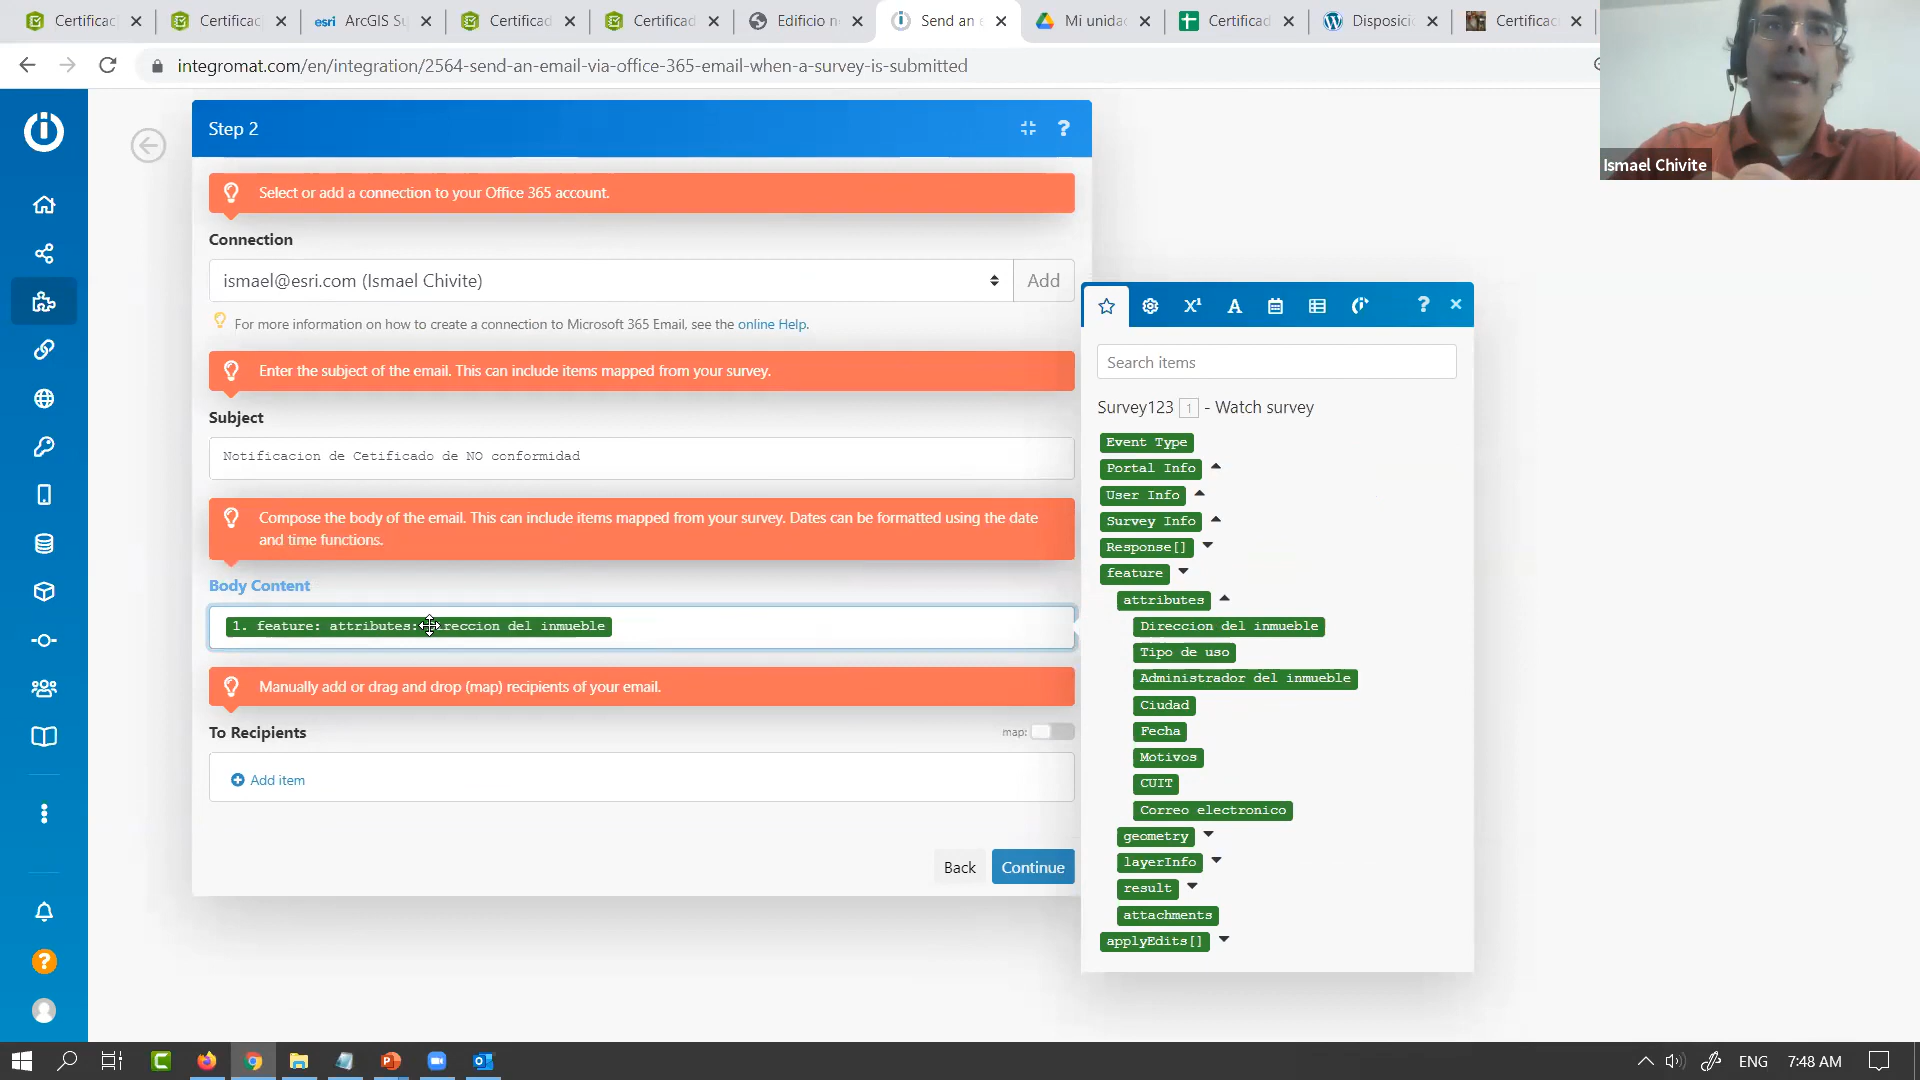 Certificac
Certificac
esri ArcGIS Su
Certificad
Certificad
Edificio n
Send an e
Mi unida
Certificad
Disposici
Certificac
integromat.com/en/integration/2564-send-an-email-via-office-365-email-when-a-survey-is-submitted
Ismael Chivite
Step 2
?
Select or add a connection to your Office 365 account.
Connection
ismael@esri.com (Ismael Chivite)
Add
For more information on how to create a connection to Microsoft 365 Email, see the online Help.
Enter the subject of the email. This can include items mapped from your survey.
Subject
Notificacion de Cetificado de NO conformidad
Compose the body of the email. This can include items mapped from your survey. Dates can be formatted using the date
and time functions.
Body Content
1. feature: attributes: reccion del inmueble
Manually add or drag and drop (map) recipients of your email.
To Recipients
map:
Add item
Back
Continue
X¹
A
?
Search items
Survey123 1 - Watch survey
Event Type
Portal Info
User Info
Survey Info
Response[]
feature
attributes
Direccion del inmueble
Tipo de uso
Administrador del inmueble
Ciudad
Fecha
Motivos
CUIT
Correo electronico
geometry
layerInfo
result
attachments
applyEdits[]
ENG
7:48 AM